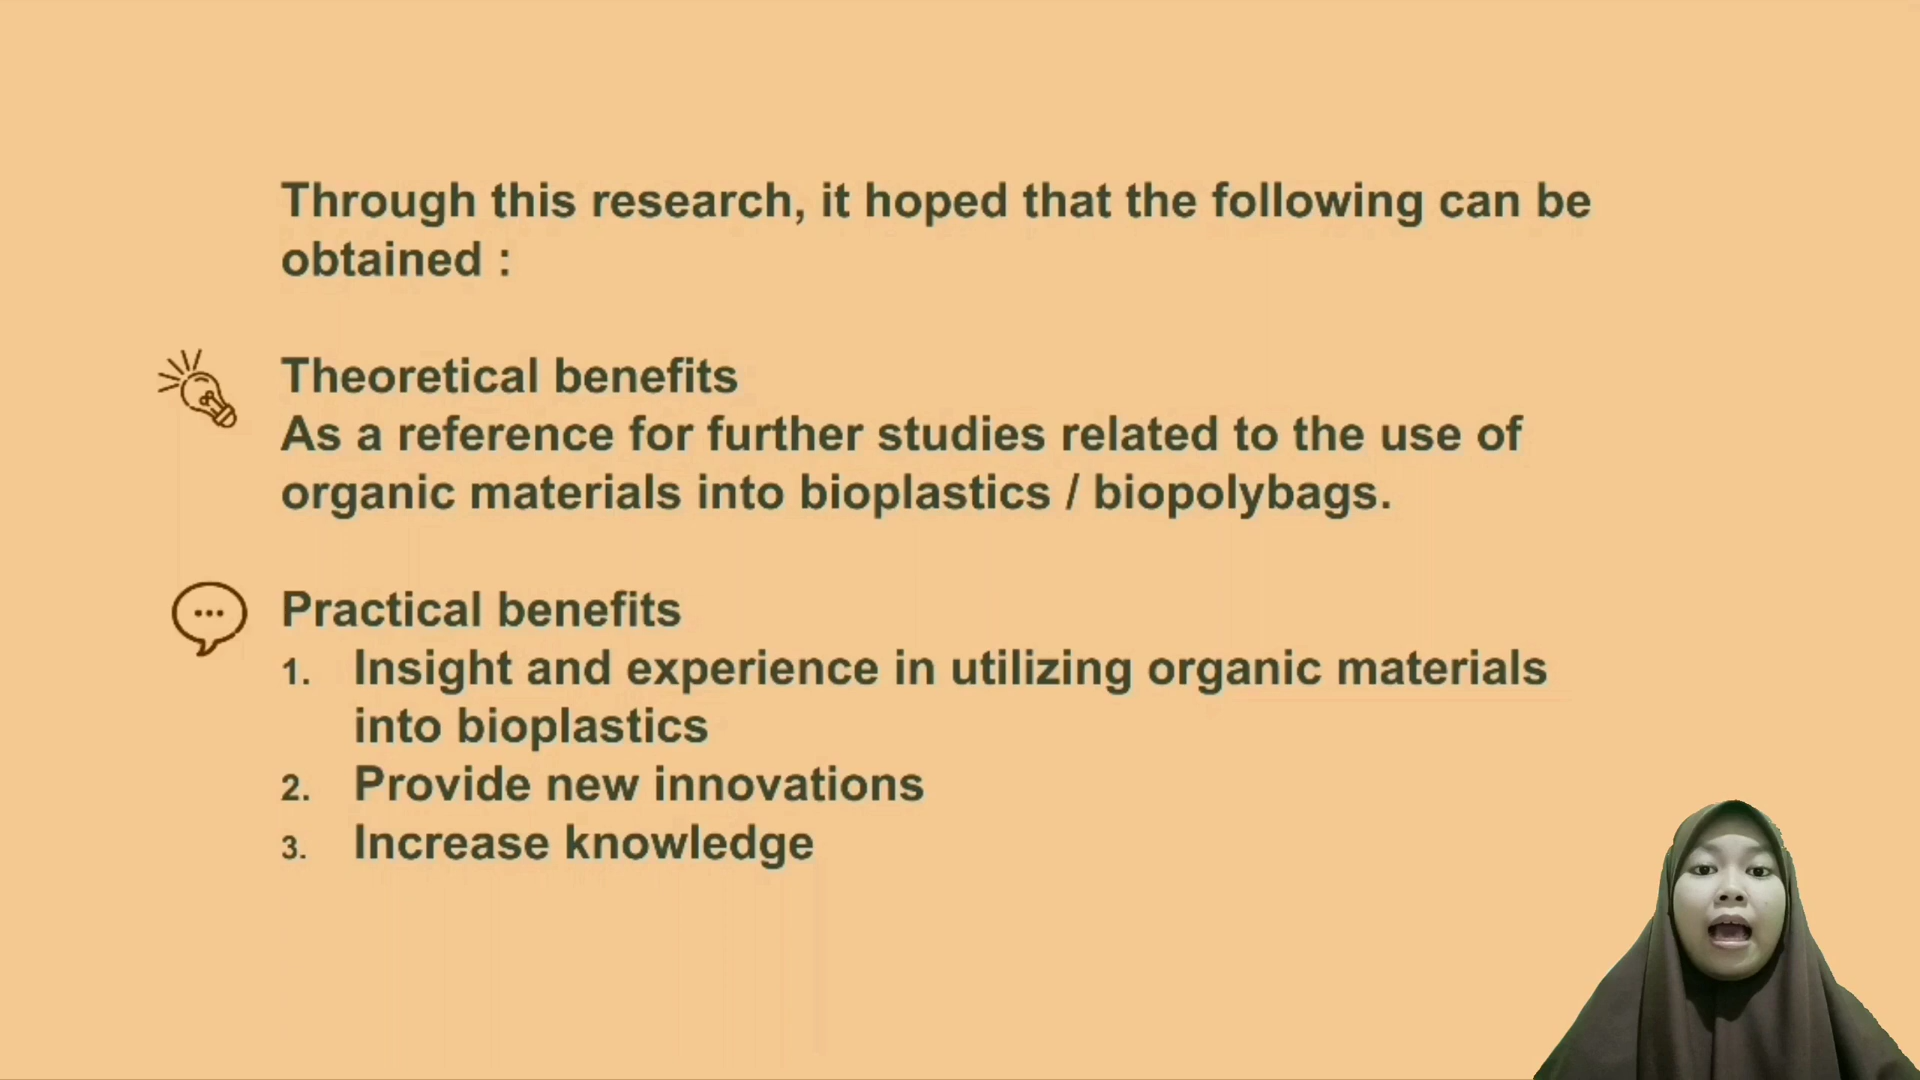 Through this research, it hoped that the following can be
obtained :
Theoretical benefits
As a reference for further studies related to the use of
organic materials into bioplastics / biopolybags.
Practical benefits
1. Insight and experience in utilizing organic materials
into bioplastics
2. Provide new innovations
3. Increase knowledge